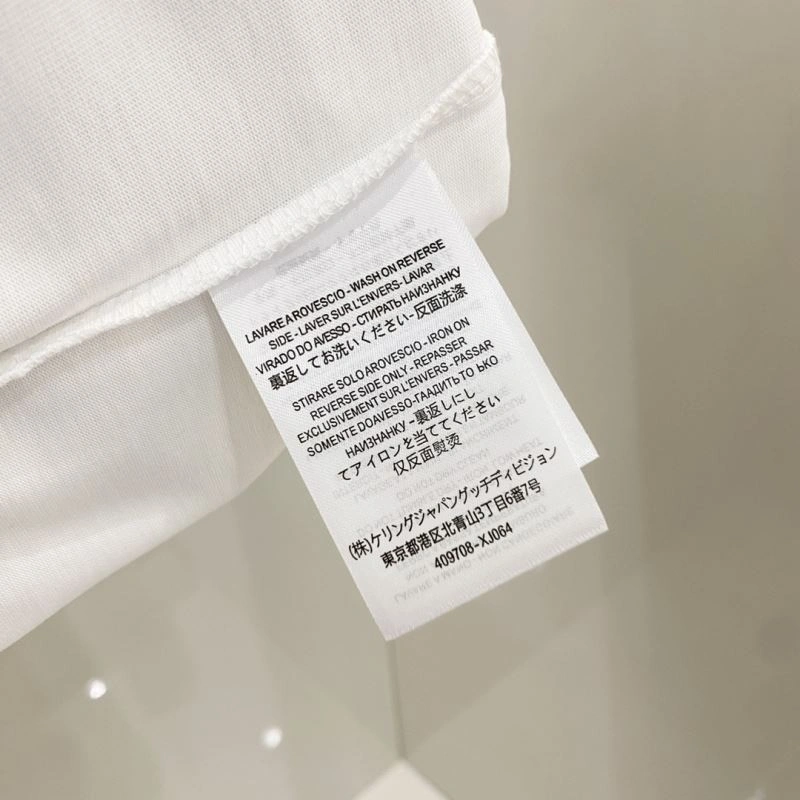 LAVARE A ROVESCIO - WASH ON REVERSE
SIDE - LAVER SUR L'ENVERS - LAVAR
VIRADO DO AVESSO - СТИРАТЬ НАИЗНАНКУ
裏返してお洗いください - 反面洗涤
STIRARE SOLO AROVESCIO - IRON ON
REVERSE SIDE ONLY - REPASSER
EXCLUSIVEMENT SUR L'ENVERS - PASSAR
SOMENTE DOAVESSO - ГААДИТЬ ТО ЬКО
НАИЗНАНКУ - 裏返しにし
てアイロンを当ててください
仅反面熨烫
(株)ケリングジャパングッチディビジョン
東京都港区北青山3丁目6番7号
409708-XJ064